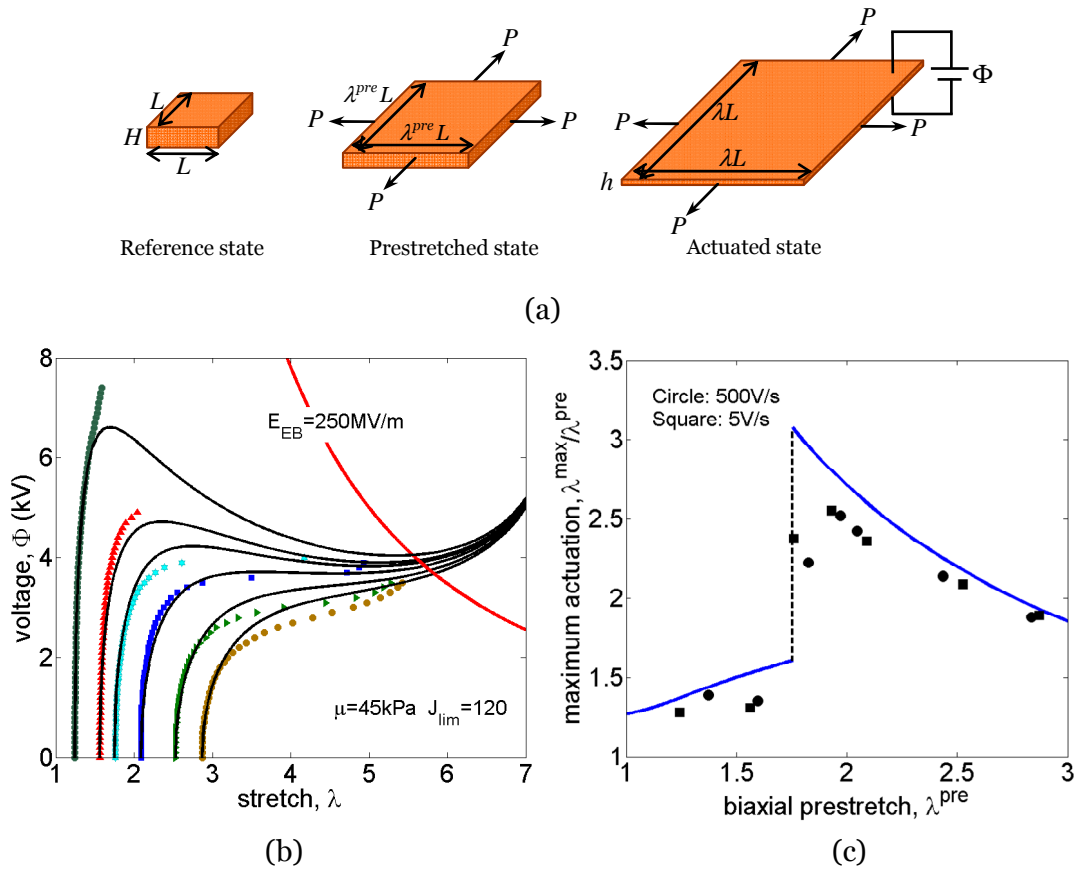 P
P
P
P
P
P
P
P
L
H
L
λ^pre L
λ^pre L
λL
λL
h
Φ
Reference state
Prestretched state
Actuated state
(a)
voltage, Φ (kV)
8
6
4
2
0
1
2
3
4
5
6
7
stretch, λ
E_EB=250MV/m
μ=45kPa J_lim=120
(b)
maximum actuation, λ^max/λ^pre
3.5
3
2.5
2
1.5
1
1
1.5
2
2.5
3
biaxial prestretch, λ^pre
Circle: 500V/s
Square: 5V/s
(c)